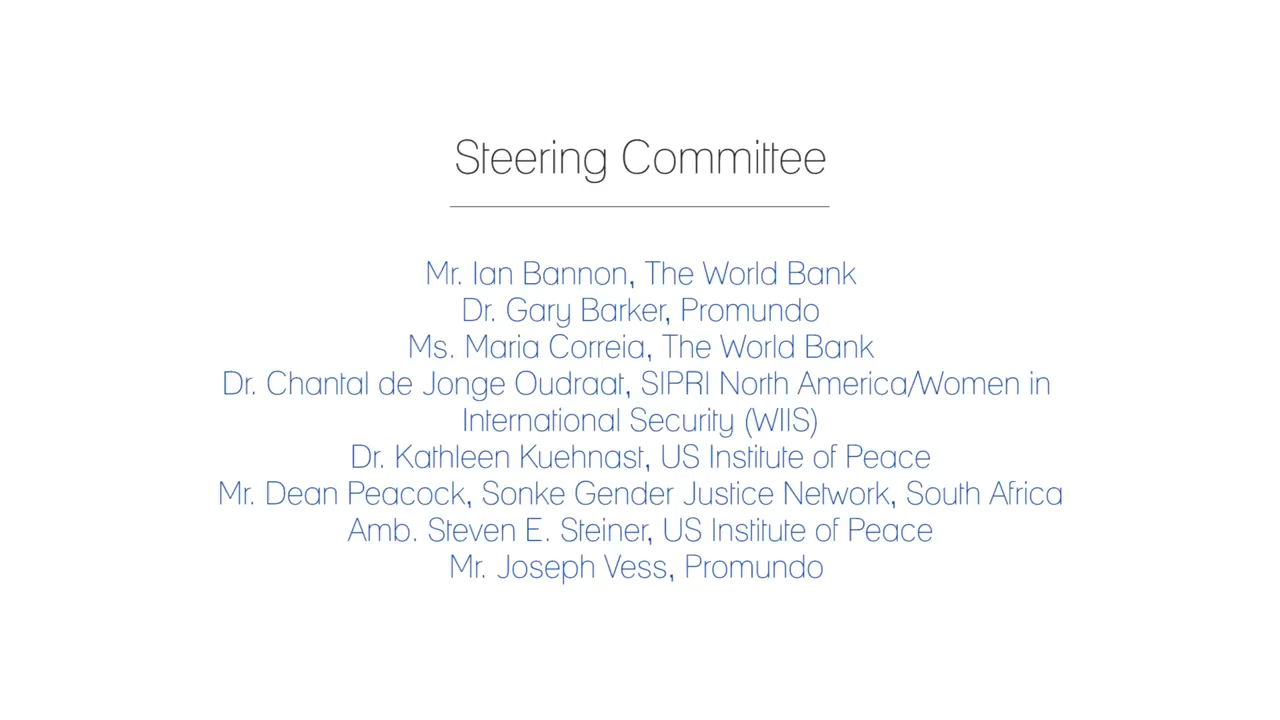 Steering Committee
Mr. Ian Bannon, The World Bank
Dr. Gary Barker, Promundo
Ms. Maria Correia, The World Bank
Dr. Chantal de Jonge Oudraat, SIPRI North America/Women in
International Security (WIIS)
Dr. Kathleen Kuehnast, US Institute of Peace
Mr. Dean Peacock, Sonke Gender Justice Network, South Africa
Amb. Steven E. Steiner, US Institute of Peace
Mr. Joseph Vess, Promundo